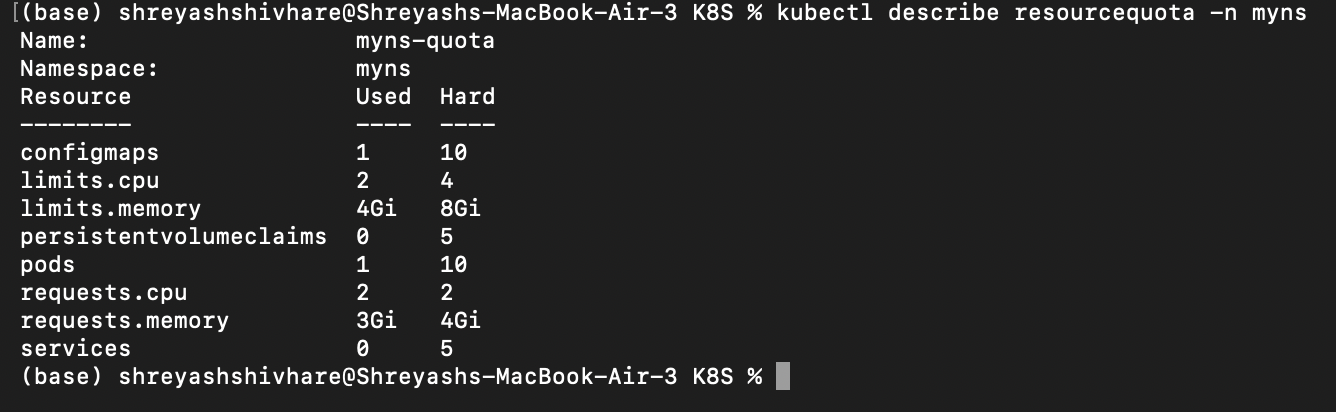 [(base) shreyashshivhare@Shreyashs-MacBook-Air-3 K8S % kubectl describe resourcequota -n myns
Name:                   myns-quota
Namespace:              myns
Resource                Used  Hard
--------                ----  ----
configmaps              1     10
limits.cpu              2     4
limits.memory           4Gi   8Gi
persistentvolumeclaims  0     5
pods                    1     10
requests.cpu            2     2
requests.memory         3Gi   4Gi
services                0     5
(base) shreyashshivhare@Shreyashs-MacBook-Air-3 K8S %